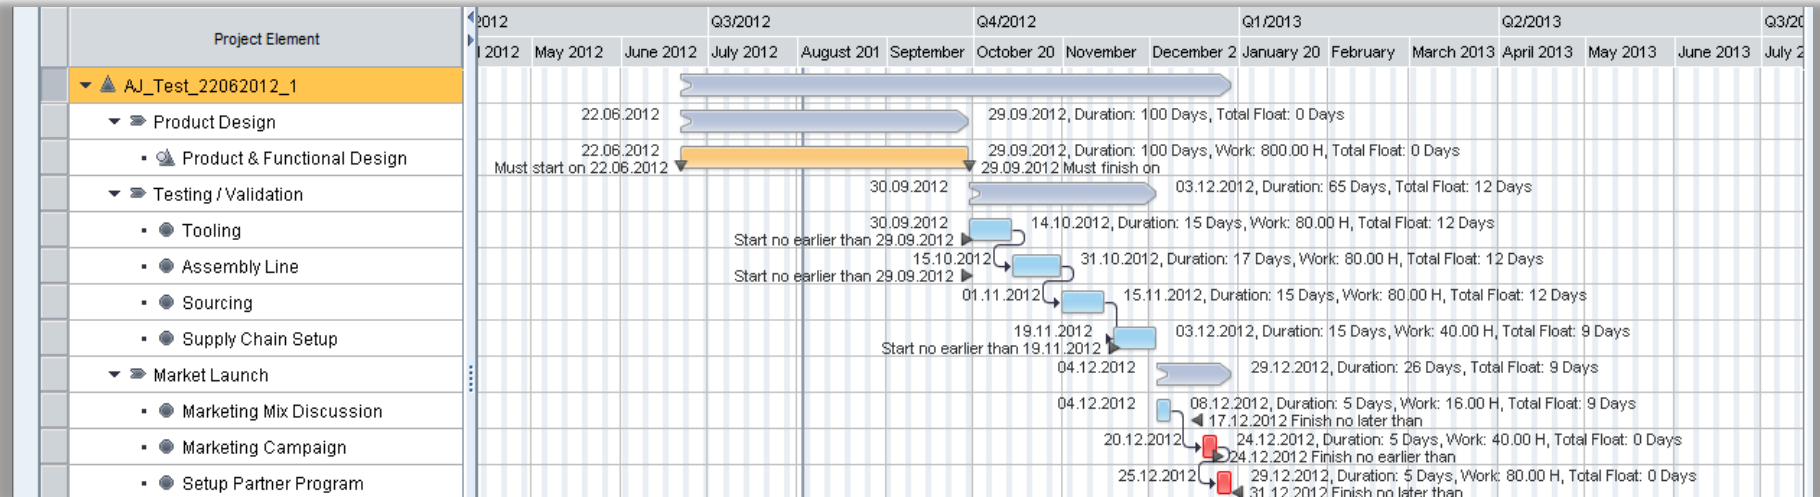 Project Element
2012 Q3/2012 Q4/2012 Q1/2013 Q2/2013 Q3/20
l 2012 May 2012 June 2012 July 2012 August 201 September October 20 November December 2 January 20 February March 2013 April 2013 May 2013 June 2013 July 2
AJ_Test_22062012_1
Product Design 22.06.2012 29.09.2012, Duration: 100 Days, Total Float: 0 Days
Product & Functional Design 22.06.2012 29.09.2012, Duration: 100 Days, Work: 800.00 H, Total Float: 0 Days
Must start on 22.06.2012 29.09.2012 Must finish on
Testing / Validation 30.09.2012 03.12.2012, Duration: 65 Days, Total Float: 12 Days
Tooling 30.09.2012 14.10.2012, Duration: 15 Days, Work: 80.00 H, Total Float: 12 Days
Start no earlier than 29.09.2012
Assembly Line 15.10.2012 31.10.2012, Duration: 17 Days, Work: 80.00 H, Total Float: 12 Days
Start no earlier than 29.09.2012
Sourcing 01.11.2012 15.11.2012, Duration: 15 Days, Work: 80.00 H, Total Float: 12 Days
Supply Chain Setup 19.11.2012 03.12.2012, Duration: 15 Days, Work: 40.00 H, Total Float: 9 Days
Start no earlier than 19.11.2012
Market Launch 04.12.2012 29.12.2012, Duration: 26 Days, Total Float: 9 Days
Marketing Mix Discussion 04.12.2012 08.12.2012, Duration: 5 Days, Work: 16.00 H, Total Float: 9 Days
17.12.2012 Finish no later than
Marketing Campaign 20.12.2012 24.12.2012, Duration: 5 Days, Work: 40.00 H, Total Float: 0 Days
24.12.2012 Finish no earlier than
Setup Partner Program 25.12.2012 29.12.2012, Duration: 5 Days, Work: 80.00 H, Total Float: 0 Days
31.12.2012 Finish no later than